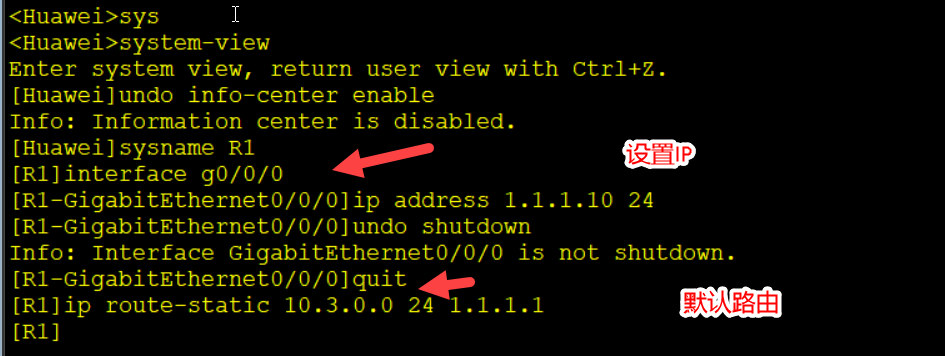 <Huawei>sys
<Huawei>system-view
Enter system view, return user view with Ctrl+Z.
[Huawei]undo info-center enable
Info: Information center is disabled.
[Huawei]sysname R1
设置IP
[R1]interface g0/0/0
[R1-GigabitEthernet0/0/0]ip address 1.1.1.10 24
[R1-GigabitEthernet0/0/0]undo shutdown
Info: Interface GigabitEthernet0/0/0 is not shutdown.
[R1-GigabitEthernet0/0/0]quit
[R1]ip route-static 10.3.0.0 24 1.1.1.1
默认路由
[R1]